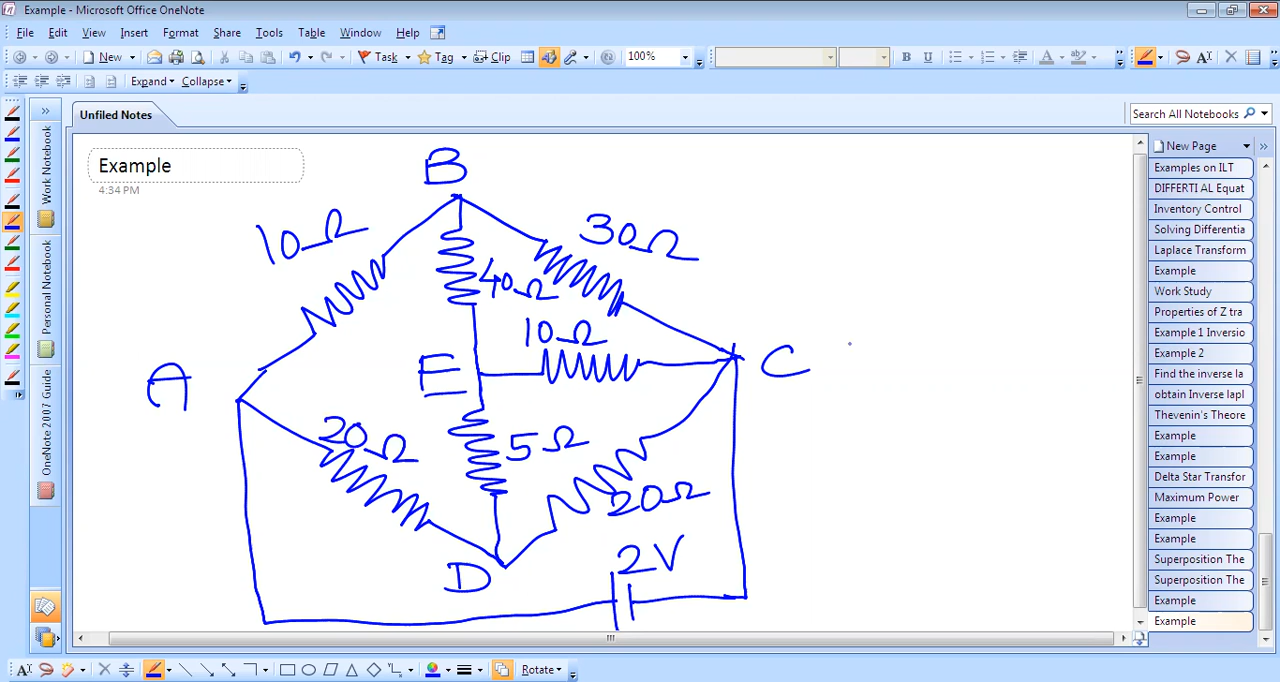 Example - Microsoft Office OneNote
File Edit View Insert Format Share Tools Table Window Help
New Task Tag Clip 100% B U A ab A
Expand Collapse
Unfiled Notes
Search All Notebooks
Work Notebook
Personal Notebook
OneNote 2007 Guide
Example
4:34 PM
B
10Ω
30Ω
40Ω
10Ω
A
E
C
20Ω
5Ω
20Ω
D
2V
New Page
Examples on ILT
DIFFERTI AL Equat
Inventory Control
Solving Differentia
Laplace Transform
Example
Work Study
Properties of Z tra
Example 1 Inversio
Example 2
Find the inverse la
obtain Inverse lapl
Thevenin's Theore
Example
Example
Delta Star Transfor
Maximum Power
Example
Example
Superposition The
Superposition The
Example
Example
A Rotate